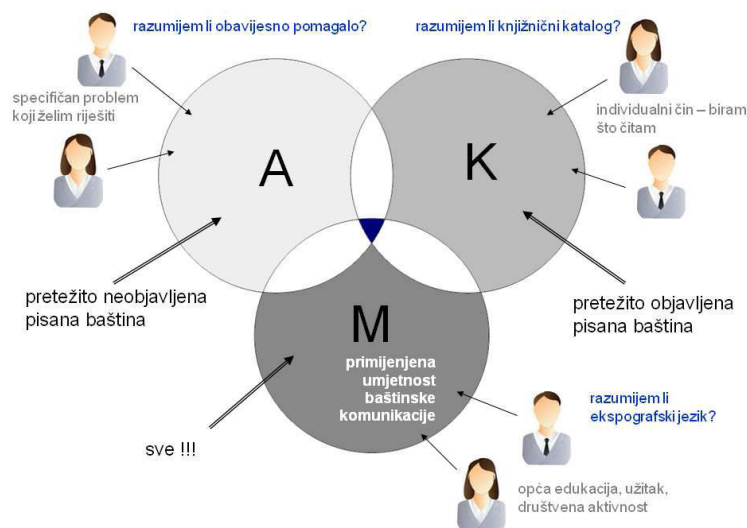 razumijem li obavijesno pomagalo?
razumijem li knjižnični katalog?
specifičan problem
koji želim riješiti
individualni čin – biram
što čitam
A
K
pretežito neobjavljena
pisana baština
pretežito objavljena
pisana baština
M
primijenjena
umjetnost
baštinske
komunikacije
razumijem li
ekspografski jezik?
sve !!!
opća edukacija, užitak,
društvena aktivnost